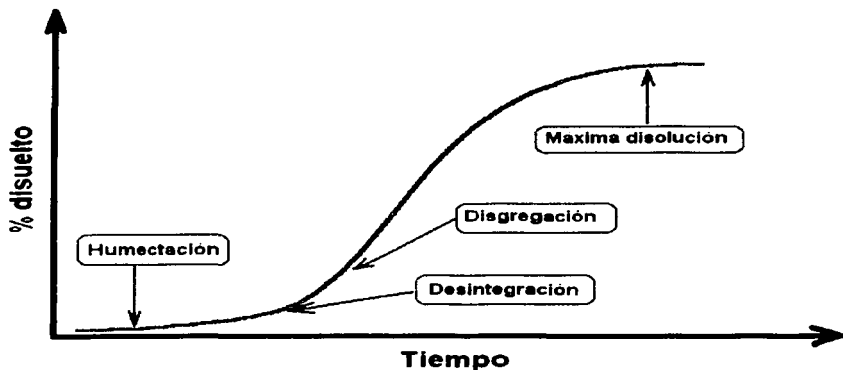 % disuelto
Maxima disolución
Disgregación
Humectación
Desintegración
Tiempo